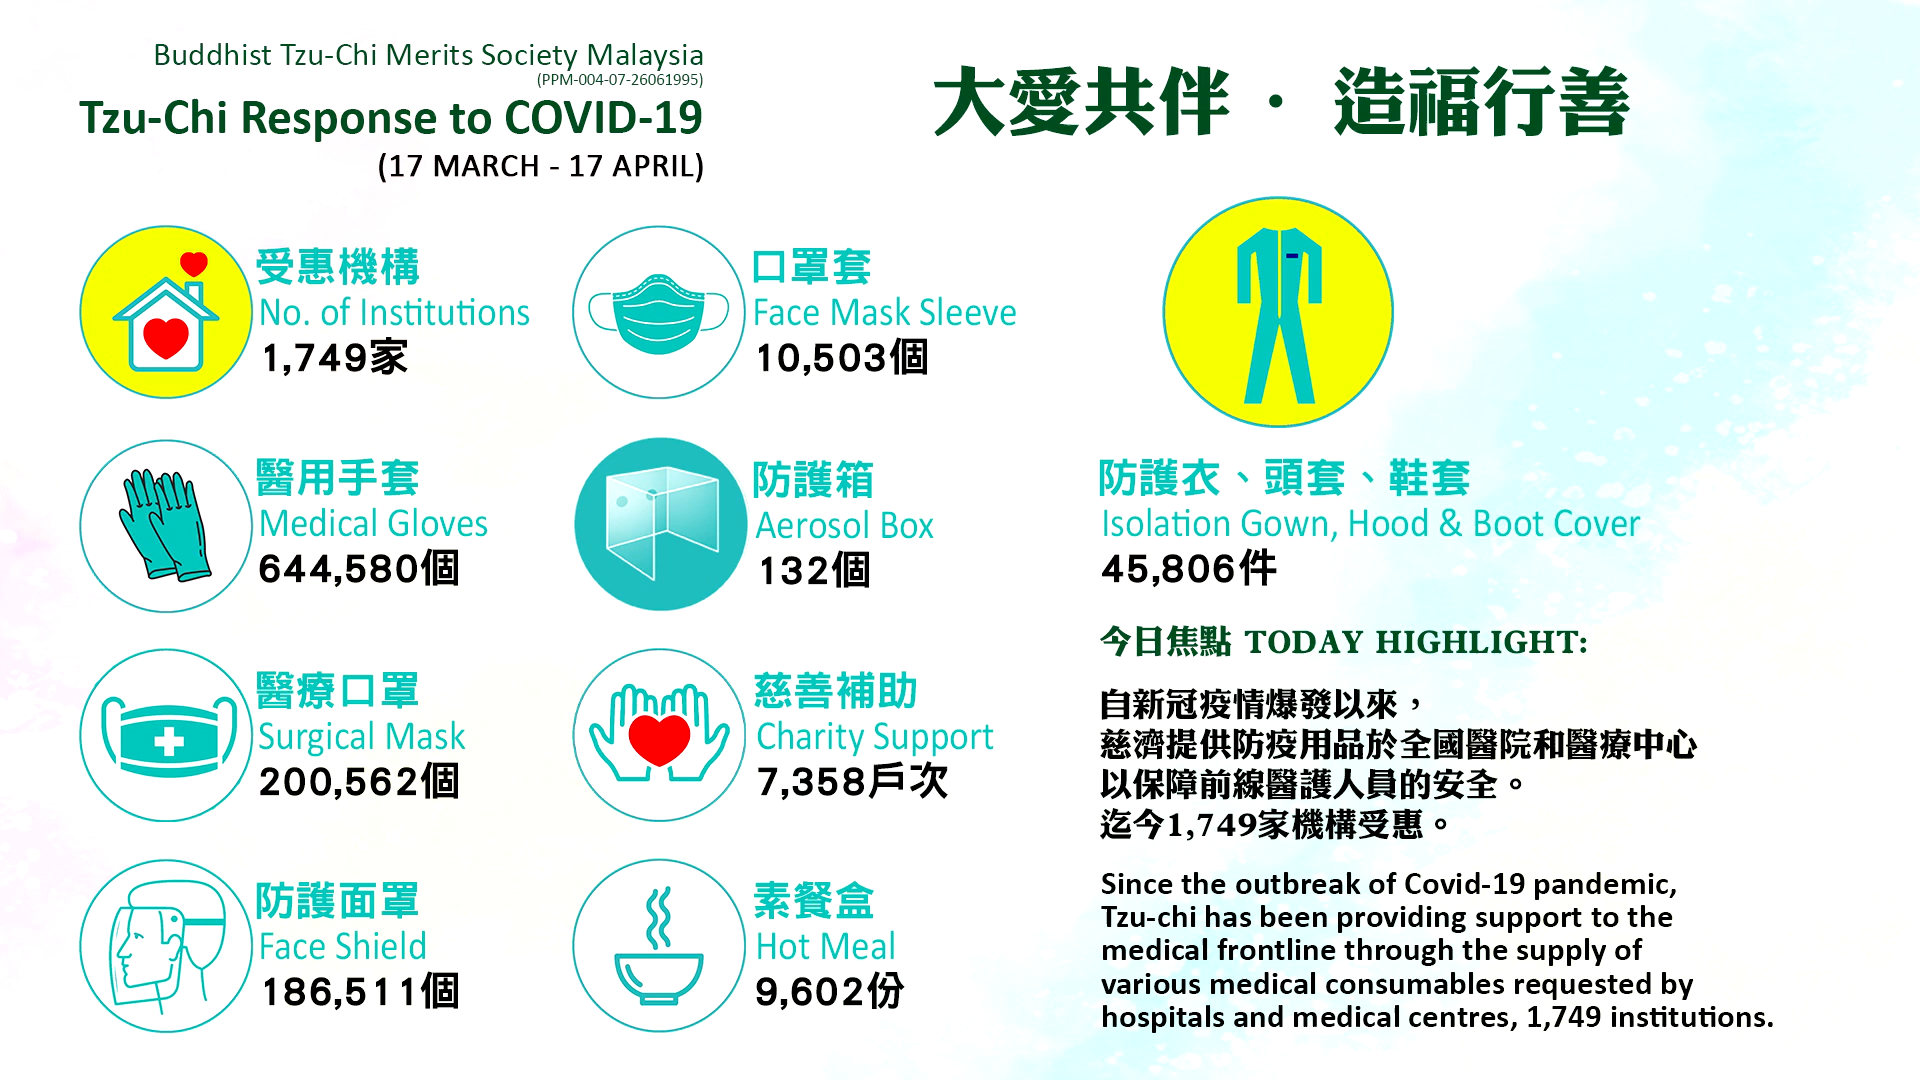 Buddhist Tzu-Chi Merits Society Malaysia
(PPM-004-07-26061995)
Tzu-Chi Response to COVID-19
(17 MARCH - 17 APRIL)
大愛共伴 · 造福行善
受惠機構
No. of Institutions
1,749家
醫用手套
Medical Gloves
644,580個
醫療口罩
Surgical Mask
200,562個
防護面罩
Face Shield
186,511個
口罩套
Face Mask Sleeve
10,503個
防護箱
Aerosol Box
132個
慈善補助
Charity Support
7,358戶次
素餐盒
Hot Meal
9,602份
防護衣、頭套、鞋套
Isolation Gown, Hood & Boot Cover
45,806件
今日焦點 TODAY HIGHLIGHT:
自新冠疫情爆發以來，
慈濟提供防疫用品於全國醫院和醫療中心
以保障前線醫護人員的安全。
迄今1,749家機構受惠。
Since the outbreak of Covid-19 pandemic,
Tzu-chi has been providing support to the
medical frontline through the supply of
various medical consumables requested by
hospitals and medical centres, 1,749 institutions.